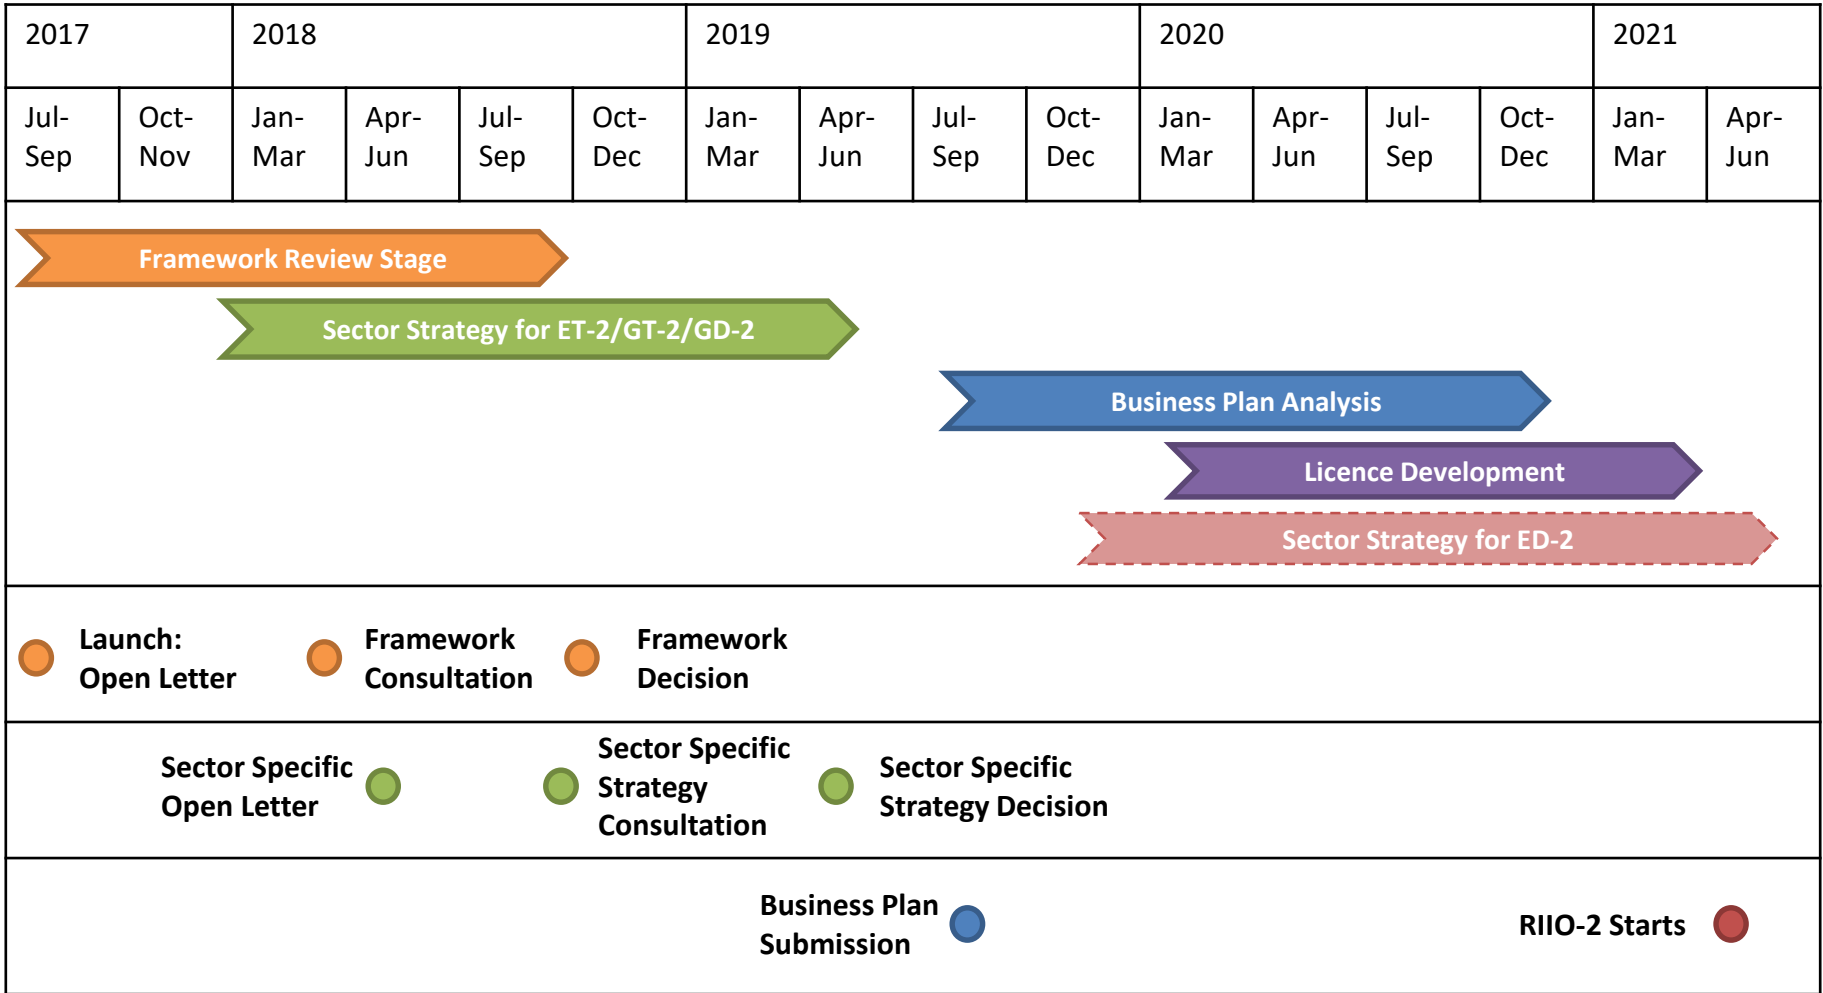 2017 2018 2019 2020 2021
Jul- Oct- Jan- Apr- Jul- Oct- Jan- Apr- Jul- Oct- Jan- Apr- Jul- Oct- Jan- Apr-
Sep Nov Mar Jun Sep Dec Mar Jun Sep Dec Mar Jun Sep Dec Mar Jun
Framework Review Stage
Sector Strategy for ET-2/GT-2/GD-2
Business Plan Analysis
Licence Development
Sector Strategy for ED-2
Launch:
Open Letter
Framework
Consultation
Framework
Decision
Sector Specific
Open Letter
Sector Specific
Strategy
Consultation
Sector Specific
Strategy Decision
Business Plan
Submission
RIIO-2 Starts